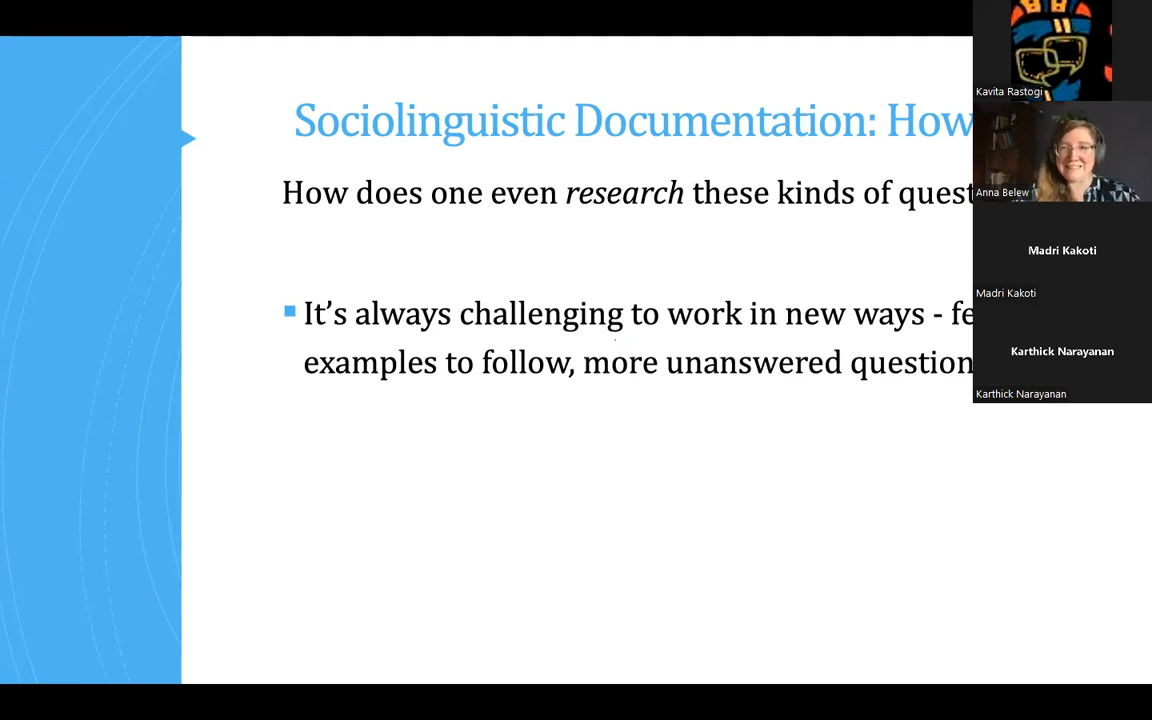 Sociolinguistic Documentation: How
How does one even research these kinds of quest
It's always challenging to work in new ways - fe
examples to follow, more unanswered question
Kavita Rastogi
Anna Belew
Madri Kakoti
Madri Kakoti
Karthick Narayanan
Karthick Narayanan